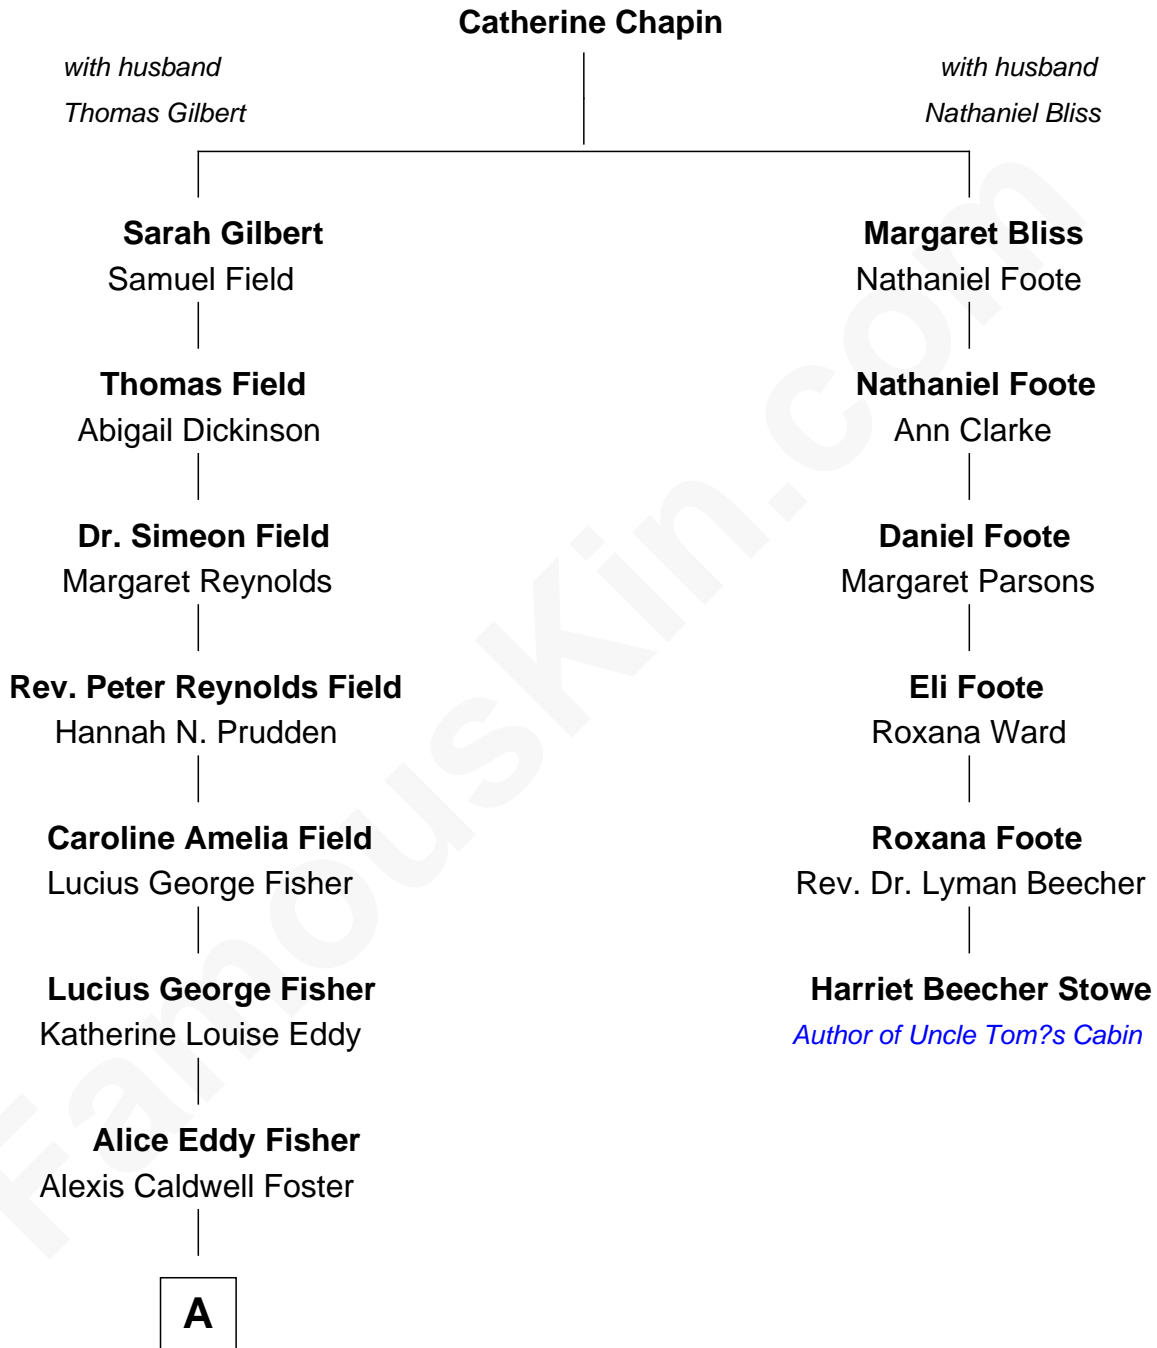 Catherine Chapin
with husband
Thomas Gilbert
with husband
Nathaniel Bliss
Sarah Gilbert
Samuel Field
Margaret Bliss
Nathaniel Foote
Thomas Field
Abigail Dickinson
Nathaniel Foote
Ann Clarke
Dr. Simeon Field
Margaret Reynolds
Daniel Foote
Margaret Parsons
Rev. Peter Reynolds Field
Hannah N. Prudden
Eli Foote
Roxana Ward
Caroline Amelia Field
Lucius George Fisher
Roxana Foote
Rev. Dr. Lyman Beecher
Lucius George Fisher
Katherine Louise Eddy
Harriet Beecher Stowe
Author of Uncle Tom?s Cabin
Alice Eddy Fisher
Alexis Caldwell Foster
A
FamousKin.com